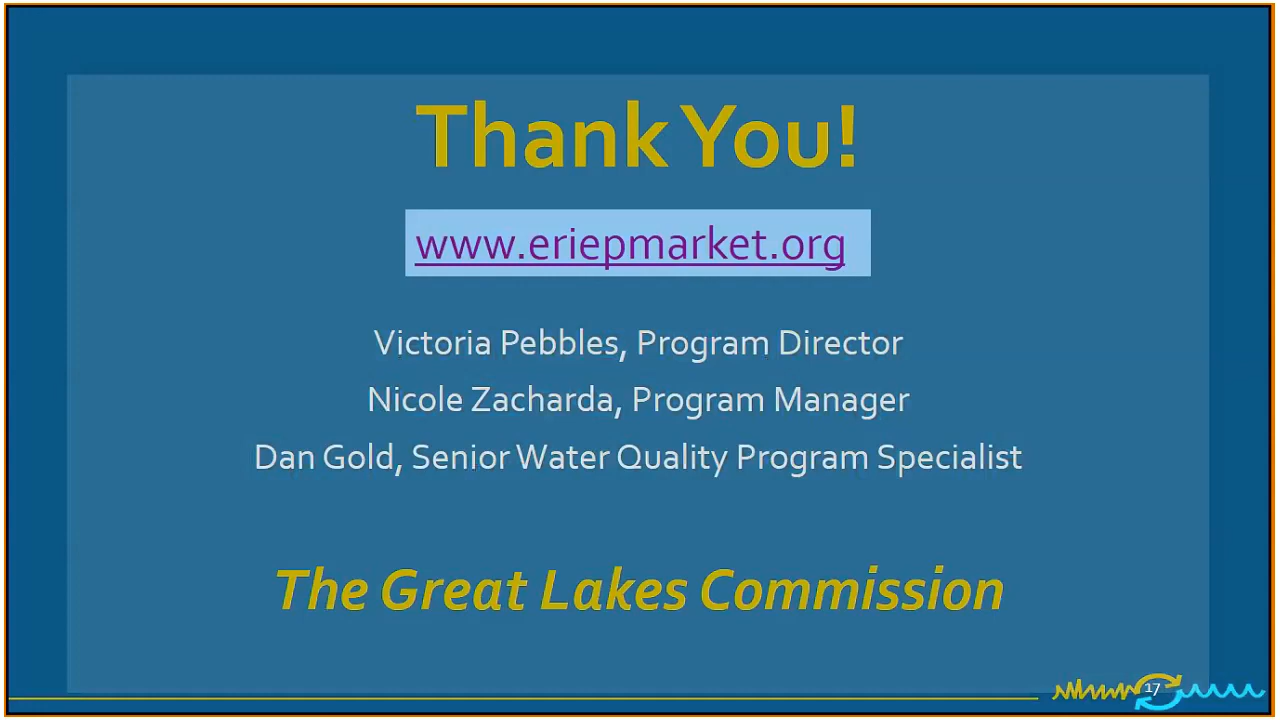 Thank You!
www.eriepmarket.org
Victoria Pebbles, Program Director
Nicole Zacharda, Program Manager
Dan Gold, Senior Water Quality Program Specialist
The Great Lakes Commission
17